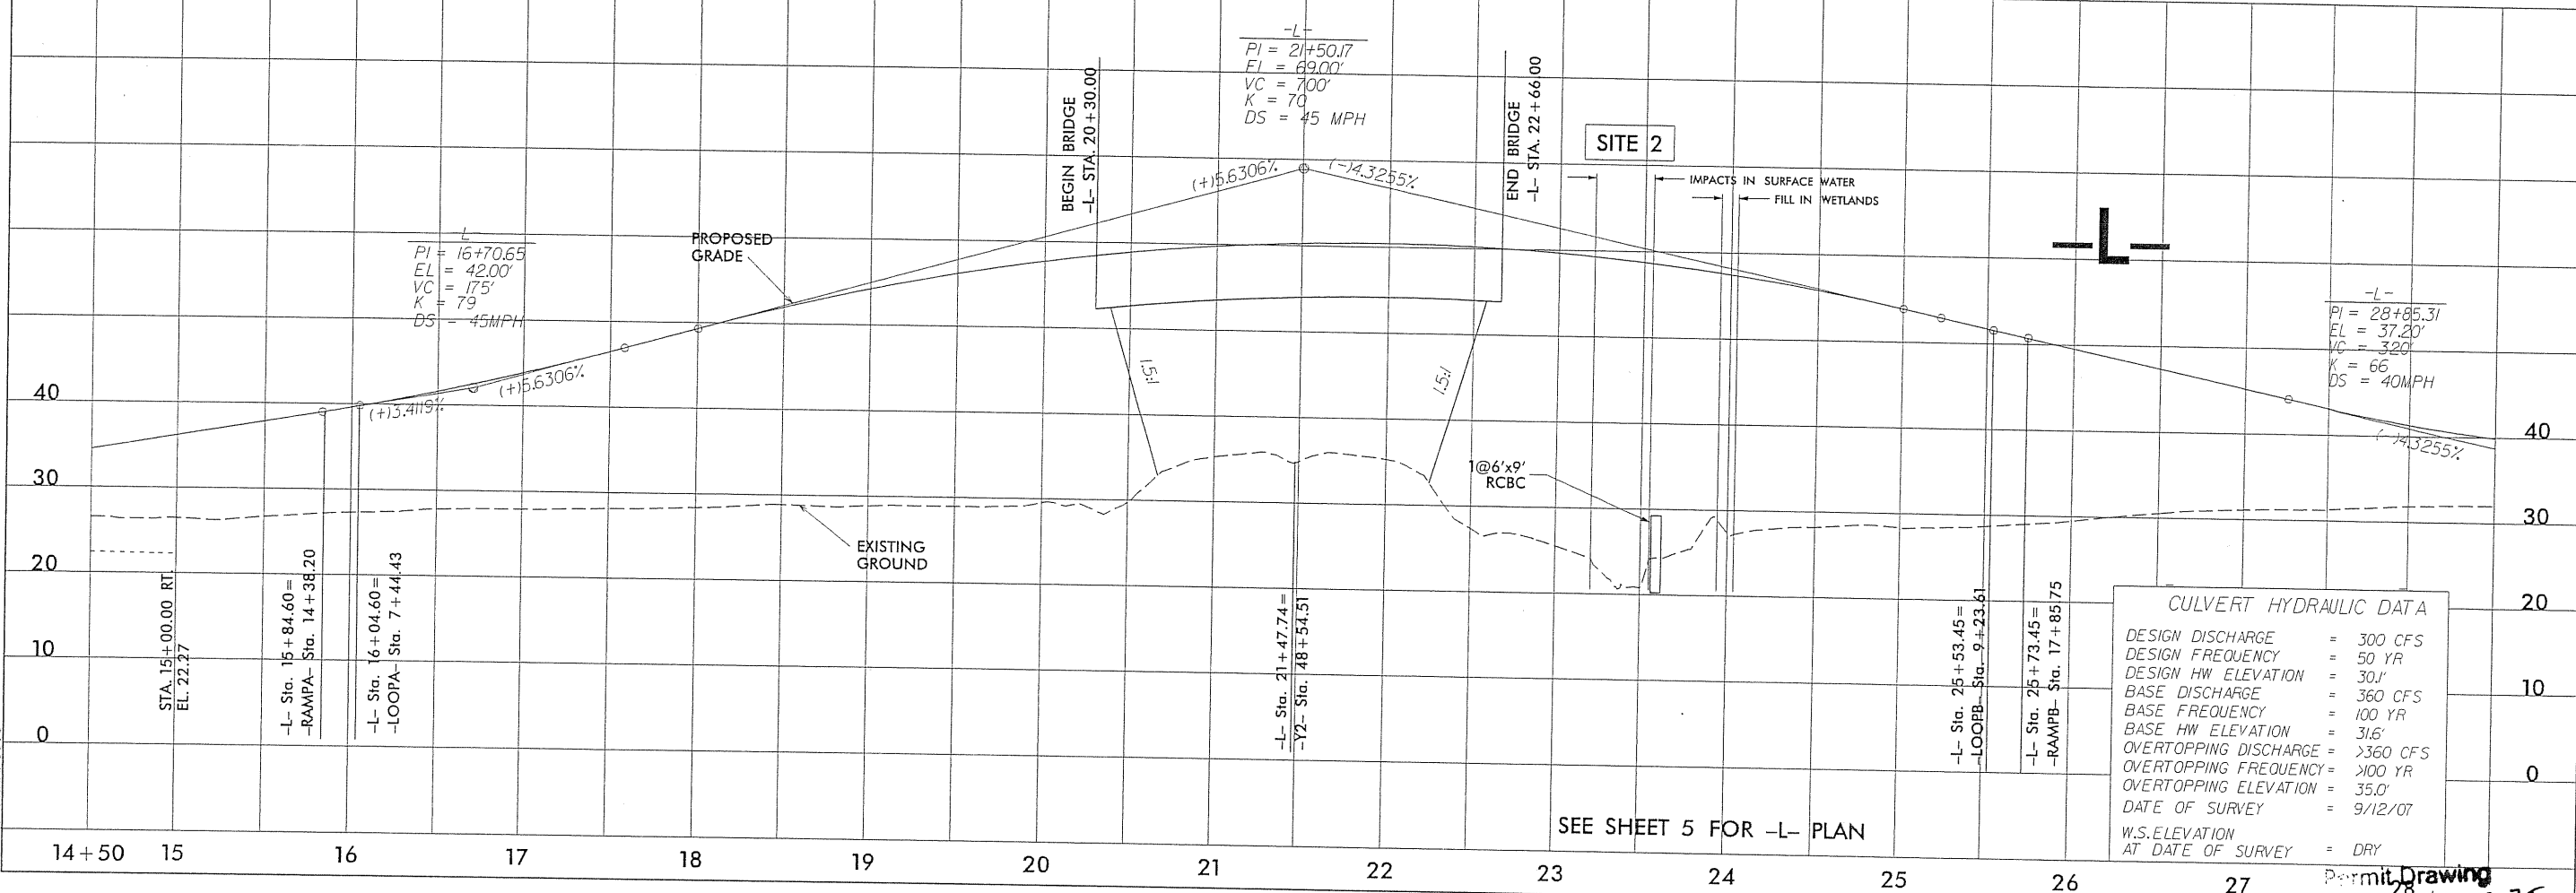 -L-
PI = 21+50.17
EL = 69.00'
VC = 700'
K = 70
DS = 45 MPH
BEGIN BRIDGE
-L- STA. 20+30.00
END BRIDGE
-L- STA. 22+66.00
SITE 2
IMPACTS IN SURFACE WATER
FILL IN WETLANDS
(+)5.6306%
(-)4.3255%
-L-
PI = 16+70.65
EL = 42.00'
VC = 175'
K = 79
DS = 45MPH
PROPOSED
GRADE
-L-
-L-
PI = 28+85.31
EL = 37.20'
VC = 320'
K = 66
DS = 40MPH
(+)3.4119%
(+)5.6306%
1.5:1
1.5:1
(-)4.3255%
1@6'x9'
RCBC
EXISTING
GROUND
40
30
20
10
0
40
30
20
10
0
STA. 15+00.00 RT.
EL. 22.27
-L- Sta. 15+84.60 =
-RAMPA- Sta. 14+38.20
-L- Sta. 16+04.60 =
-LOOPA- Sta. 7+44.43
-L- Sta. 21+47.74 =
-Y2- Sta. 48+54.51
-L- Sta. 25+53.45 =
-LOOPB- Sta. 9+23.61
-L- Sta. 25+73.45 =
-RAMPB- Sta. 17+85.75
CULVERT HYDRAULIC DATA
DESIGN DISCHARGE = 300 CFS
DESIGN FREQUENCY = 50 YR
DESIGN HW ELEVATION = 30.1'
BASE DISCHARGE = 360 CFS
BASE FREQUENCY = 100 YR
BASE HW ELEVATION = 31.6'
OVERTOPPING DISCHARGE = >360 CFS
OVERTOPPING FREQUENCY = >100 YR
OVERTOPPING ELEVATION = 35.0'
DATE OF SURVEY = 9/12/07
W.S. ELEVATION
AT DATE OF SURVEY = DRY
SEE SHEET 5 FOR -L- PLAN
14+50 15 16 17 18 19 20 21 22 23 24 25 26 27 28
Permit Drawing